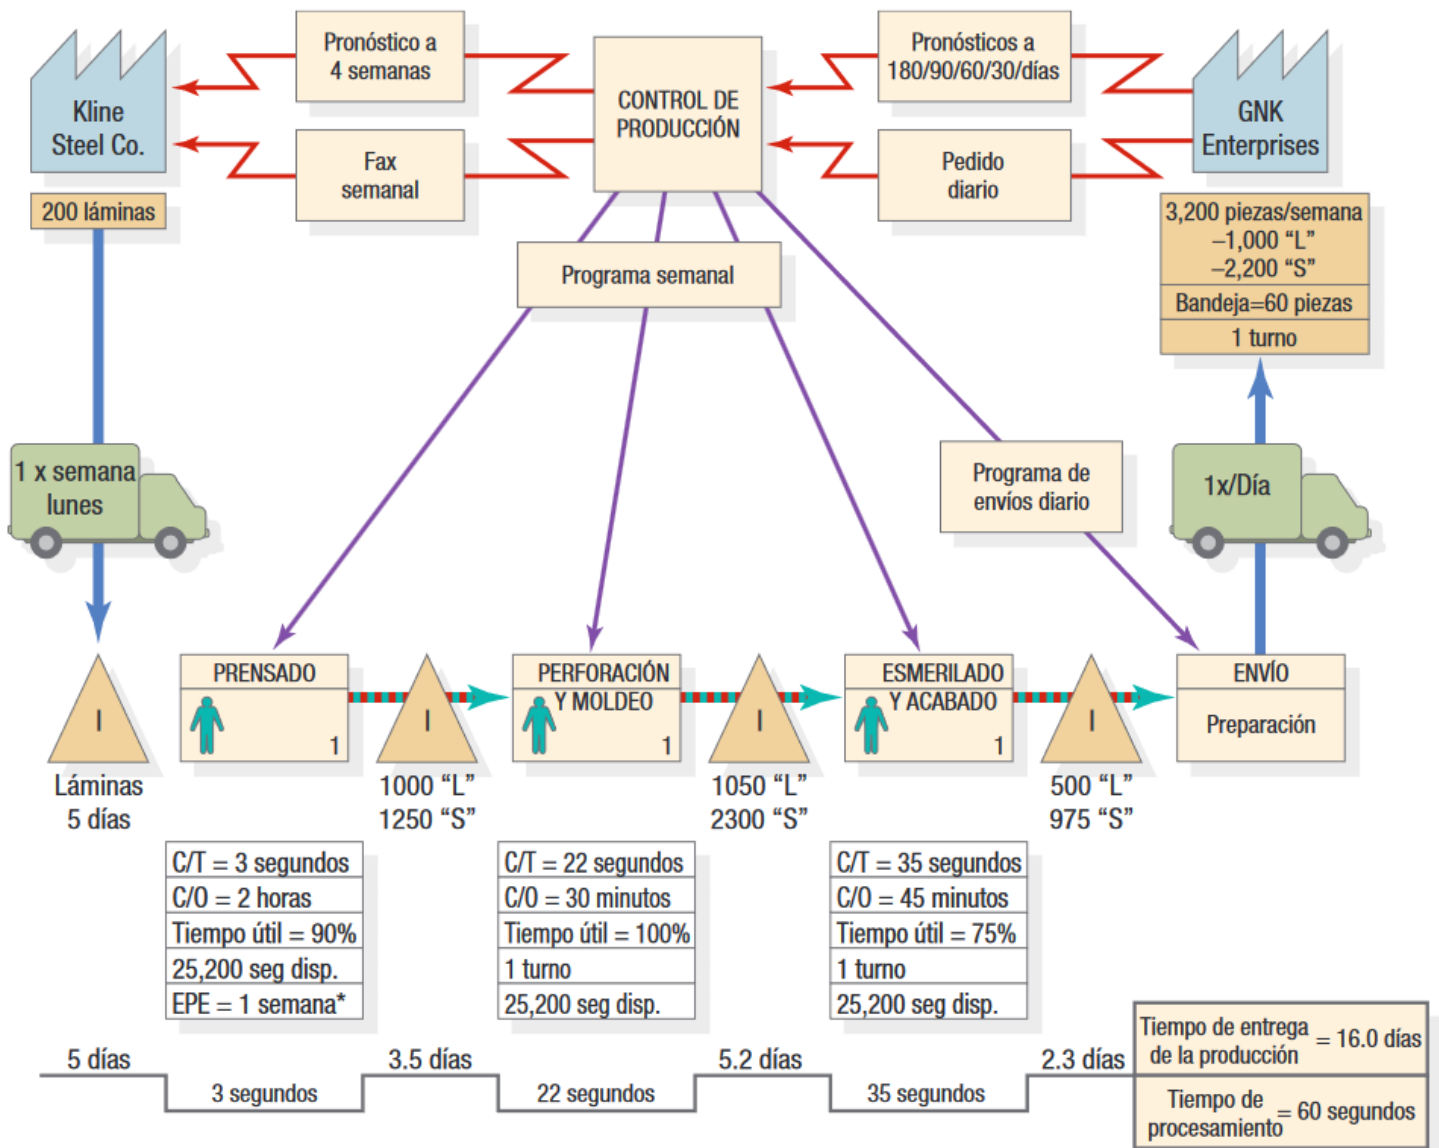 Kline
Steel Co.
Pronóstico a
4 semanas
Fax
semanal
CONTROL DE
PRODUCCIÓN
Pronósticos a
180/90/60/30/días
Pedido
diario
GNK
Enterprises
200 láminas
3,200 piezas/semana
–1,000 “L”
–2,200 “S”
Bandeja=60 piezas
1 turno
Programa semanal
1 x semana
lunes
Programa de
envíos diario
1x/Día
I
Láminas
5 días
PRENSADO
1
I
1000 “L”
1250 “S”
PERFORACIÓN
Y MOLDEO
1
I
1050 “L”
2300 “S”
ESMERILADO
Y ACABADO
1
I
500 “L”
975 “S”
ENVÍO
Preparación
C/T = 3 segundos
C/O = 2 horas
Tiempo útil = 90%
25,200 seg disp.
EPE = 1 semana*
C/T = 22 segundos
C/O = 30 minutos
Tiempo útil = 100%
1 turno
25,200 seg disp.
C/T = 35 segundos
C/O = 45 minutos
Tiempo útil = 75%
1 turno
25,200 seg disp.
5 días
3 segundos
3.5 días
22 segundos
5.2 días
35 segundos
2.3 días
Tiempo de entrega
de la producción = 16.0 días
Tiempo de
procesamiento = 60 segundos